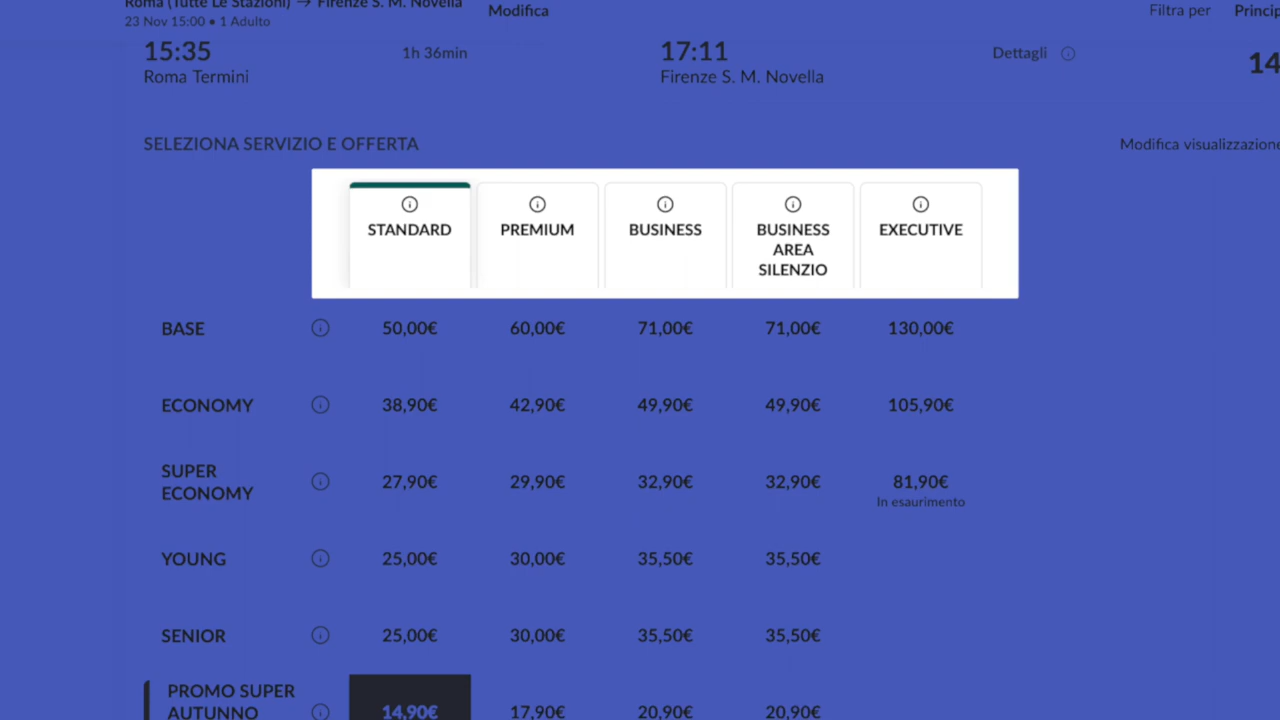 Roma (Tutte Le Stazioni) → Firenze S. M. Novella
23 Nov 15:00 • 1 Adulto
Modifica
Filtra per
15:35 1h 36min 17:11 Dettagli
Roma Termini Firenze S. M. Novella
SELEZIONA SERVIZIO E OFFERTA
Modifica visualizzazione
STANDARD PREMIUM BUSINESS BUSINESS EXECUTIVE
AREA
SILENZIO
BASE 50,00€ 60,00€ 71,00€ 71,00€ 130,00€
ECONOMY 38,90€ 42,90€ 49,90€ 49,90€ 105,90€
SUPER
ECONOMY 27,90€ 29,90€ 32,90€ 32,90€ 81,90€
In esaurimento
YOUNG 25,00€ 30,00€ 35,50€ 35,50€
SENIOR 25,00€ 30,00€ 35,50€ 35,50€
PROMO SUPER
AUTUNNO 14,90€ 17,90€ 20,90€ 20,90€